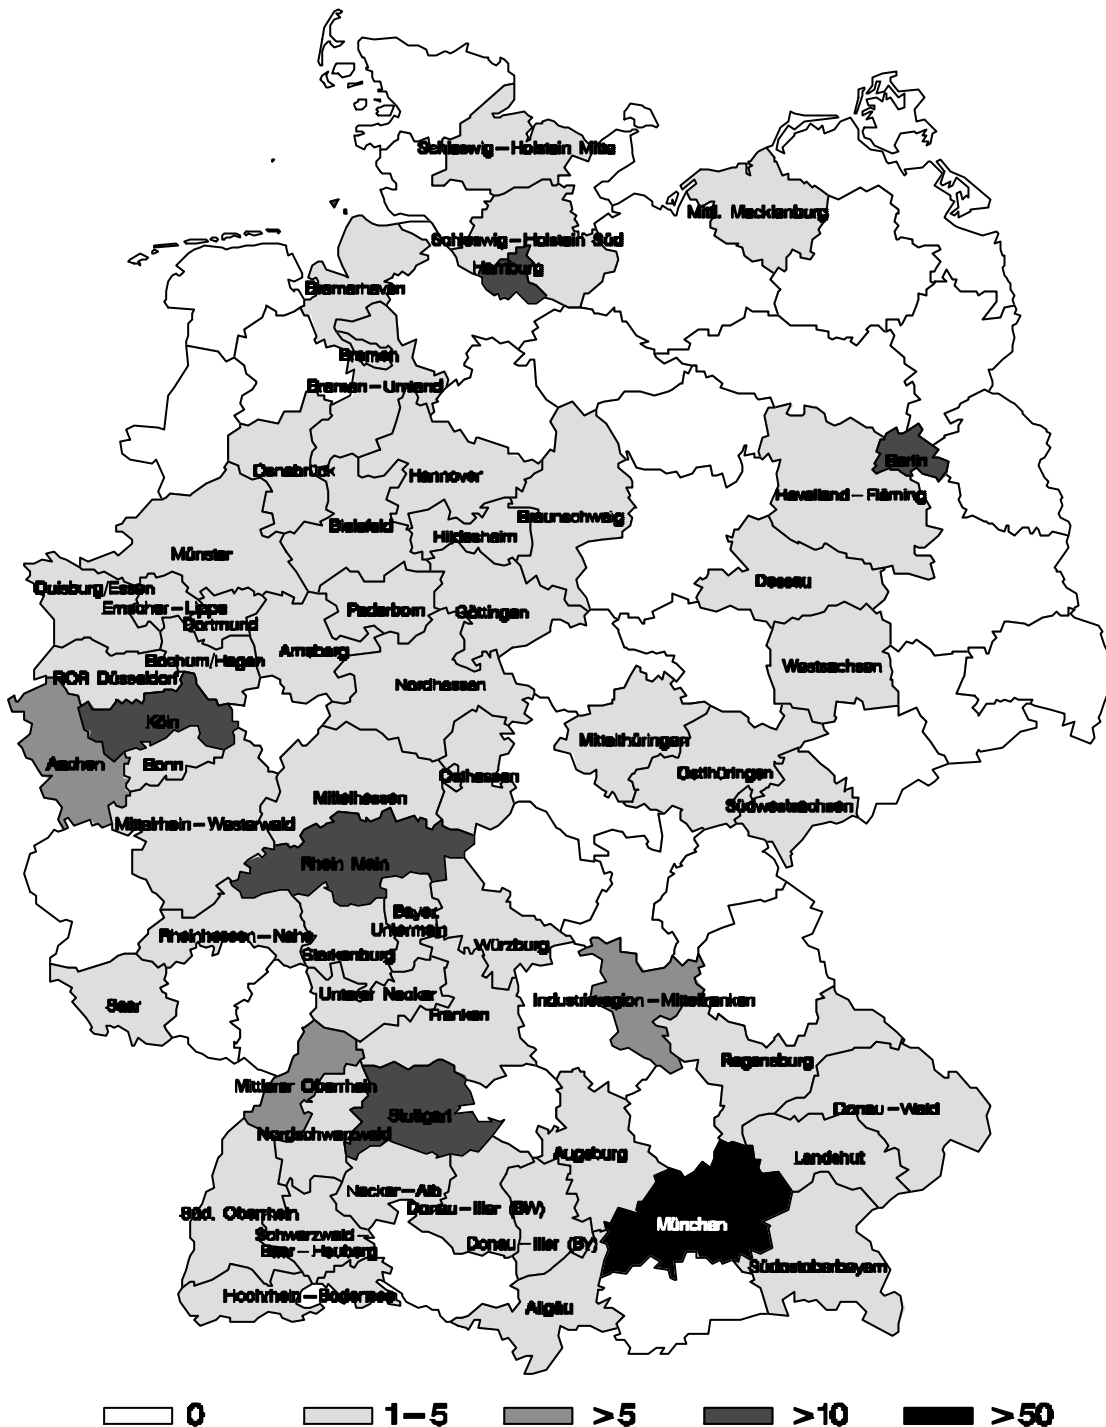 Schleswig–Holstein Mitte
Mittl. Mecklenburg
Schleswig–Holstein Süd
Hamburg
Bremerhaven
Bremen
Bremen–Umland
Berlin
Osnabrück
Hannover
Havelland–Fläming
Braunschweig
Bielefeld
Hildesheim
Münster
Dessau
Duisburg/Essen
Emscher–Lippe
Paderborn
Göttingen
Dortmund
Arnsberg
Bochum/Hagen
Westsachsen
ROR Düsseldorf
Nordhessen
Köln
Mittelthüringen
Aachen
Bonn
Osthessen
Ostthüringen
Mittelhessen
Südwestsachsen
Mittelrhein–Westerwald
Rhein Main
Bayer.
Untermain
Rheinhessen–Nahe
Würzburg
Starkenburg
Unterer Neckar
Saar
Industrieregion–Mittelfranken
Franken
Regensburg
Mittlerer Oberrhein
Donau–Wald
Stuttgart
Nordschwarzwald
Augsburg
Landshut
Neckar–Alb
Donau–Iller (BW)
Süd. Oberrhein
München
Schwarzwald–
Baar–Heuberg
Donau–Iller (BY)
Südostoberbayern
Hochrhein–Bodensee
Allgäu
0 1–5 >5 >10 >50